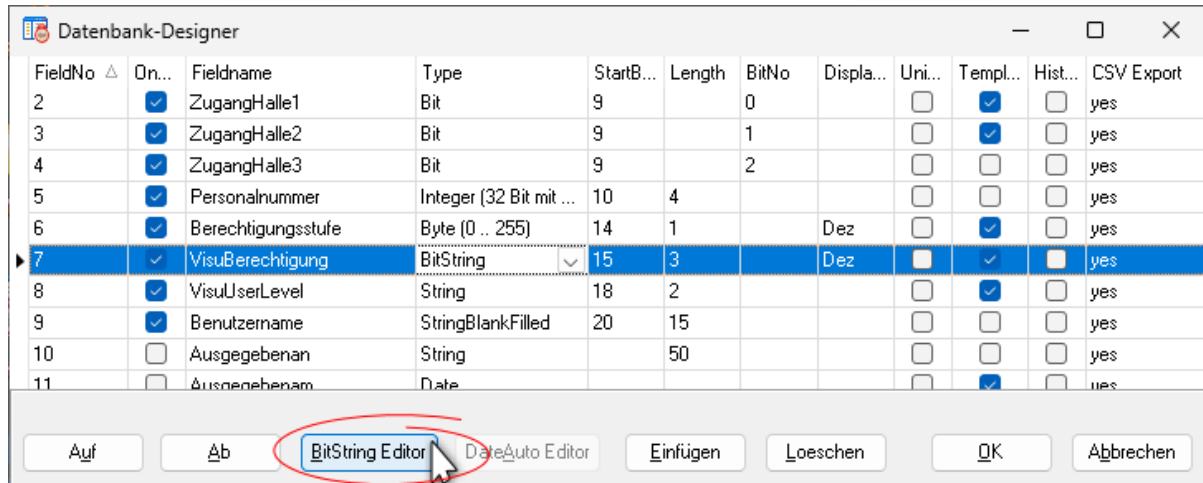 Datenbank-Designer
FieldNo On... Fieldname Type StartB... Length BitNo Displa... Uni... Templ... Hist... CSV Export
2 ZugangHalle1 Bit 9 0 yes
3 ZugangHalle2 Bit 9 1 yes
4 ZugangHalle3 Bit 9 2 yes
5 Personalnummer Integer (32 Bit mit ... 10 4 yes
6 Berechtigungsstufe Byte (0 .. 255) 14 1 Dez yes
7 VisuBerechtigung BitString 15 3 Dez yes
8 VisuUserLevel String 18 2 yes
9 Benutzername StringBlankFilled 20 15 yes
10 Ausgegebenan String 50 yes
11 Ausgegebenam Date yes
Auf Ab BitString Editor DateAuto Editor Einfügen Loeschen OK Abbrechen